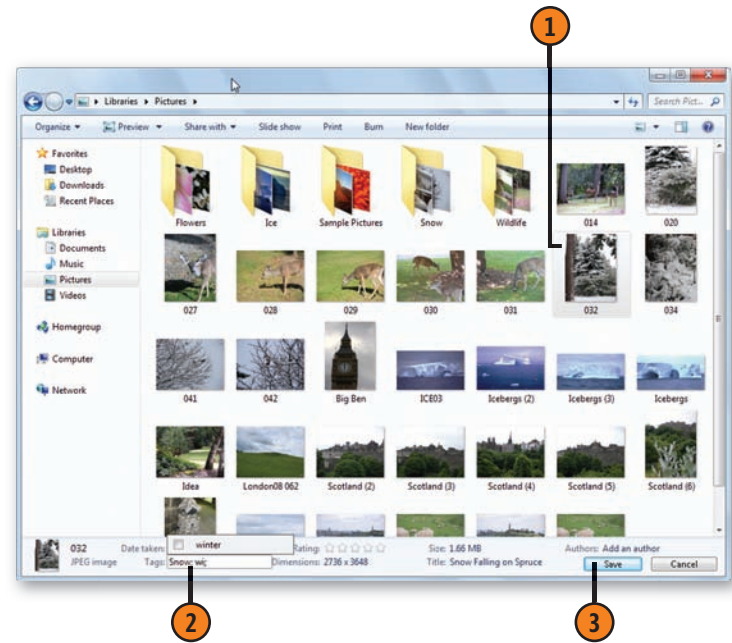 1
Libraries ▸ Pictures ▸
Search Pict...
Organize ▾ Preview ▾ Share with ▾ Slide show Print Burn New folder
Favorites
Desktop
Downloads
Recent Places
Libraries
Documents
Music
Pictures
Videos
Homegroup
Computer
Network
Flowers Ice Sample Pictures Snow Wildlife 014 020
027 028 029 030 031 032 034
041 042 Big Ben ICE03 Icebergs (2) Icebergs (3) Icebergs
Idea London08 062 Scotland (2) Scotland (3) Scotland (4) Scotland (5) Scotland (6)
032 Date taken: winter Rating: Size: 1.66 MB Authors: Add an author
JPEG image Tags: Snow; wi; Dimensions: 2736 x 3648 Title: Snow Falling on Spruce Save Cancel
2 3